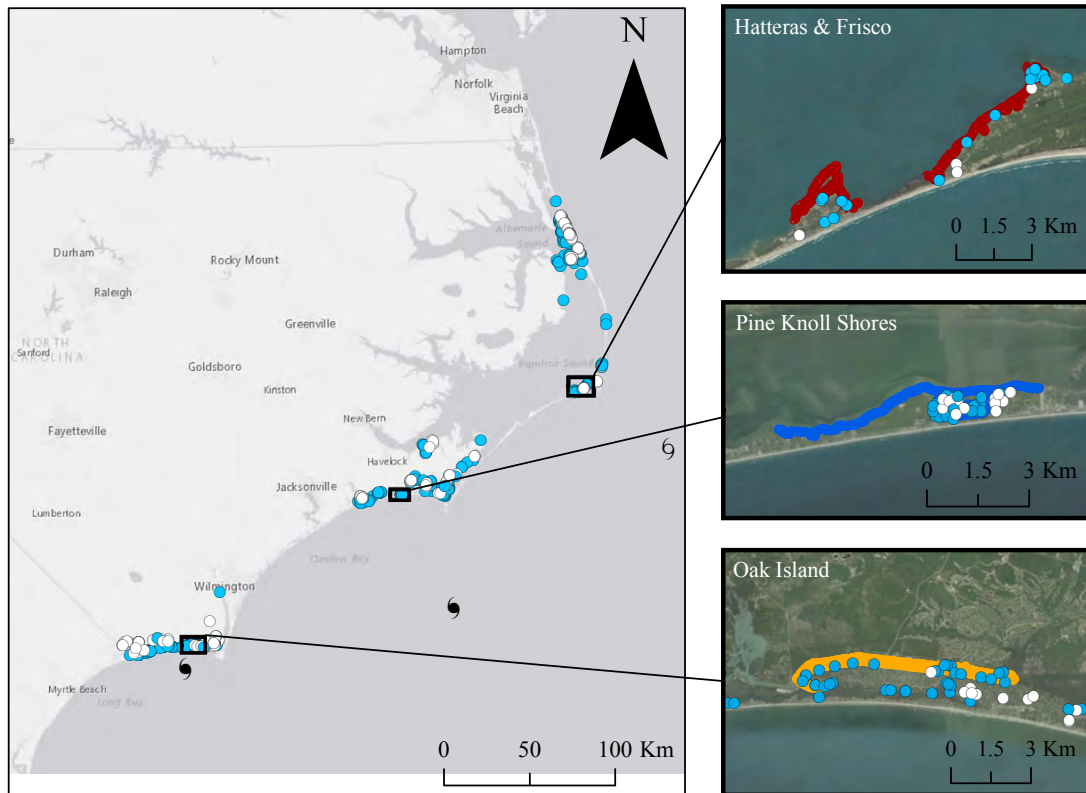 Hampton
Norfolk
Virginia
Beach
N
e
Albemarle
Sound
Durham
Rocky Mount
Raleigh
Greenville
NORTH
CAROLINA
Sanford
Goldsboro
Pamlico Sound
Kinston
New Bern
Fayetteville
Havelock
Jacksonville
Lumberton
Onslow Bay
Wilmington
Myrtle Beach
Long Bay
0 50 100 Km
Hatteras & Frisco
0 1.5 3 Km
Pine Knoll Shores
0 1.5 3 Km
Oak Island
0 1.5 3 Km